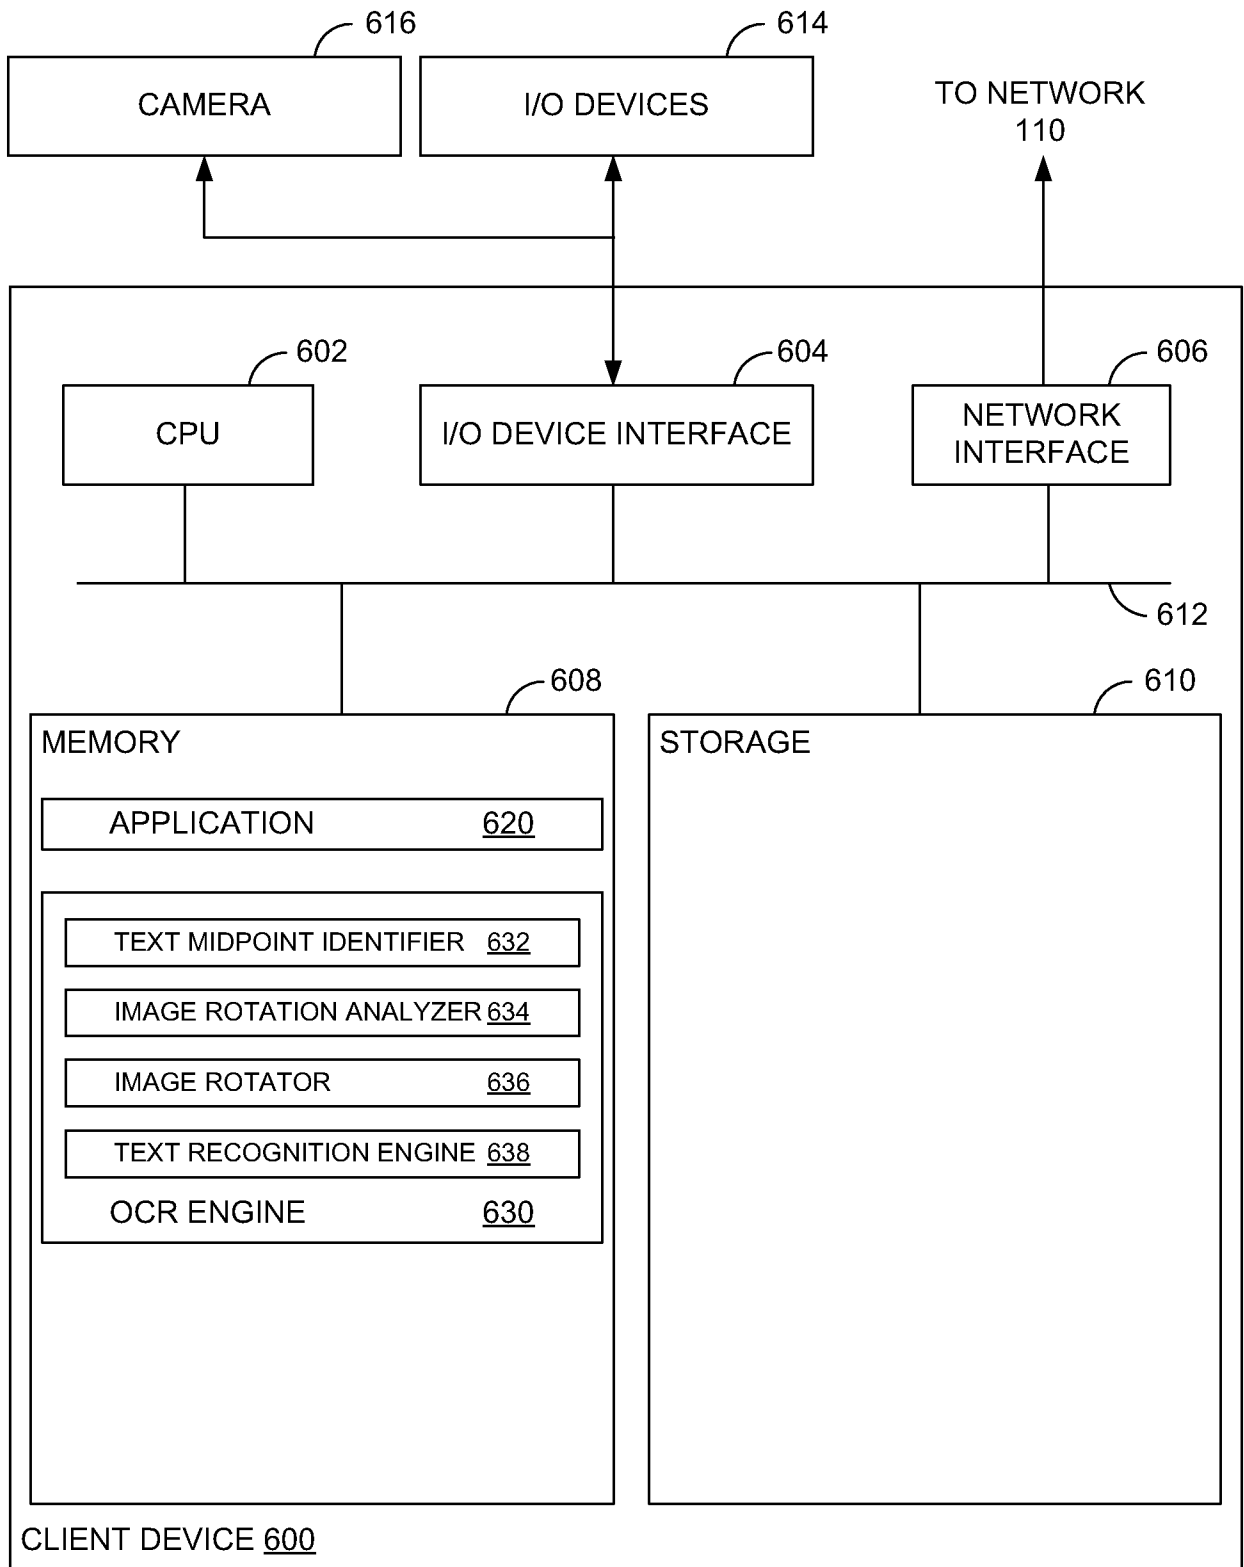 616
614
CAMERA
I/O DEVICES
TO NETWORK
110
602
604
606
CPU
I/O DEVICE INTERFACE
NETWORK
INTERFACE
612
608
610
MEMORY
STORAGE
APPLICATION 620
TEXT MIDPOINT IDENTIFIER 632
IMAGE ROTATION ANALYZER 634
IMAGE ROTATOR 636
TEXT RECOGNITION ENGINE 638
OCR ENGINE 630
CLIENT DEVICE 600